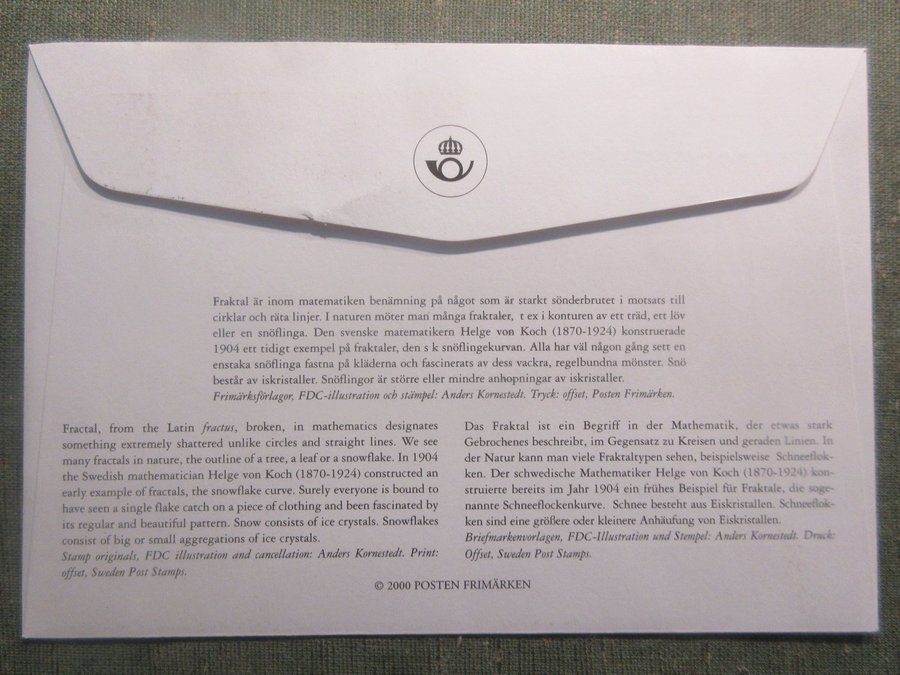 Fraktal är inom matematiken benämning på något som är starkt sönderbrutet i motsats till
cirklar och räta linjer. I naturen möter man många fraktaler, t ex i konturen av ett träd, ett löv
eller en snöflinga. Den svenske matematikern Helge von Koch (1870-1924) konstruerade
1904 ett tidigt exempel på fraktaler, den s k snöflingekurvan. Alla har väl någon gång sett en
enstaka snöflinga fastna på kläderna och fascinerats av dess vackra, regelbundna mönster. Snö
består av iskristaller. Snöflingor är större eller mindre anhopningar av iskristaller.
Frimärksförlagor, FDC-illustration och stämpel: Anders Kornestedt. Tryck: offset, Posten Frimärken.
Fractal, from the Latin fractus, broken, in mathematics designates
something extremely shattered unlike circles and straight lines. We see
many fractals in nature, the outline of a tree, a leaf or a snowflake. In 1904
the Swedish mathematician Helge von Koch (1870-1924) constructed an
early example of fractals, the snowflake curve. Surely everyone is bound to
have seen a single flake catch on a piece of clothing and been fascinated by
its regular and beautiful pattern. Snow consists of ice crystals. Snowflakes
consist of big or small aggregations of ice crystals.
Stamp originals, FDC illustration and cancellation: Anders Kornestedt. Print:
offset, Sweden Post Stamps.
Das Fraktal ist ein Begriff in der Mathematik, der etwas stark
Gebrochenes beschreibt, im Gegensatz zu Kreisen und geraden Linien. In
der Natur kann man viele Fraktaltypen sehen, beispielsweise Schneeflok-
ken. Der schwedische Mathematiker Helge von Koch (1870-1924) kon-
struierte bereits im Jahr 1904 ein frühes Beispiel für Fraktale, die soge-
nannte Schneeflockenkurve. Schnee besteht aus Eiskristallen. Schneeflok-
ken sind eine größere oder kleinere Anhäufung von Eiskristallen.
Briefmarkenvorlagen, FDC-Illustration und Stempel: Anders Kornestedt. Druck:
Offset, Sweden Post Stamps.
© 2000 POSTEN FRIMÄRKEN